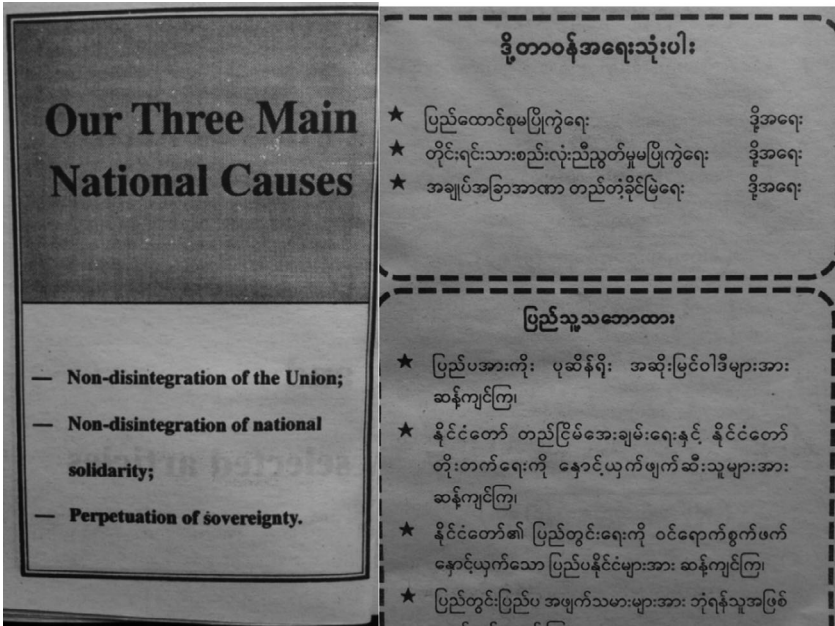 Our Three Main
National Causes
— Non-disintegration of the Union;
— Non-disintegration of national
solidarity;
— Perpetuation of sovereignty.
ဒို့တာဝန်အရေးသုံးပါး
★ ပြည်ထောင်စုမပြိုကွဲရေး ဒို့အရေး
★ တိုင်းရင်းသားစည်းလုံးညီညွတ်မှုမပြိုကွဲရေး ဒို့အရေး
★ အချုပ်အခြာအာဏာ တည်တံ့ခိုင်မြဲရေး ဒို့အရေး
ပြည်သူ့သဘောထား
★ ပြည်ပအားကိုး ပုဆိန်ရိုး အဆိုးမြင်ဝါဒီများအား
ဆန့်ကျင်ကြ၊
★ နိုင်ငံတော် တည်ငြိမ်အေးချမ်းရေးနှင့် နိုင်ငံတော်
တိုးတက်ရေးကို နှောင့်ယှက်ဖျက်ဆီးသူများအား
ဆန့်ကျင်ကြ၊
★ နိုင်ငံတော်၏ ပြည်တွင်းရေးကို ဝင်ရောက်စွက်ဖက်
နှောင့်ယှက်သော ပြည်ပနိုင်ငံများအား ဆန့်ကျင်ကြ၊
★ ပြည်တွင်းပြည်ပ အဖျက်သမားများအား ဘုံရန်သူအဖြစ်